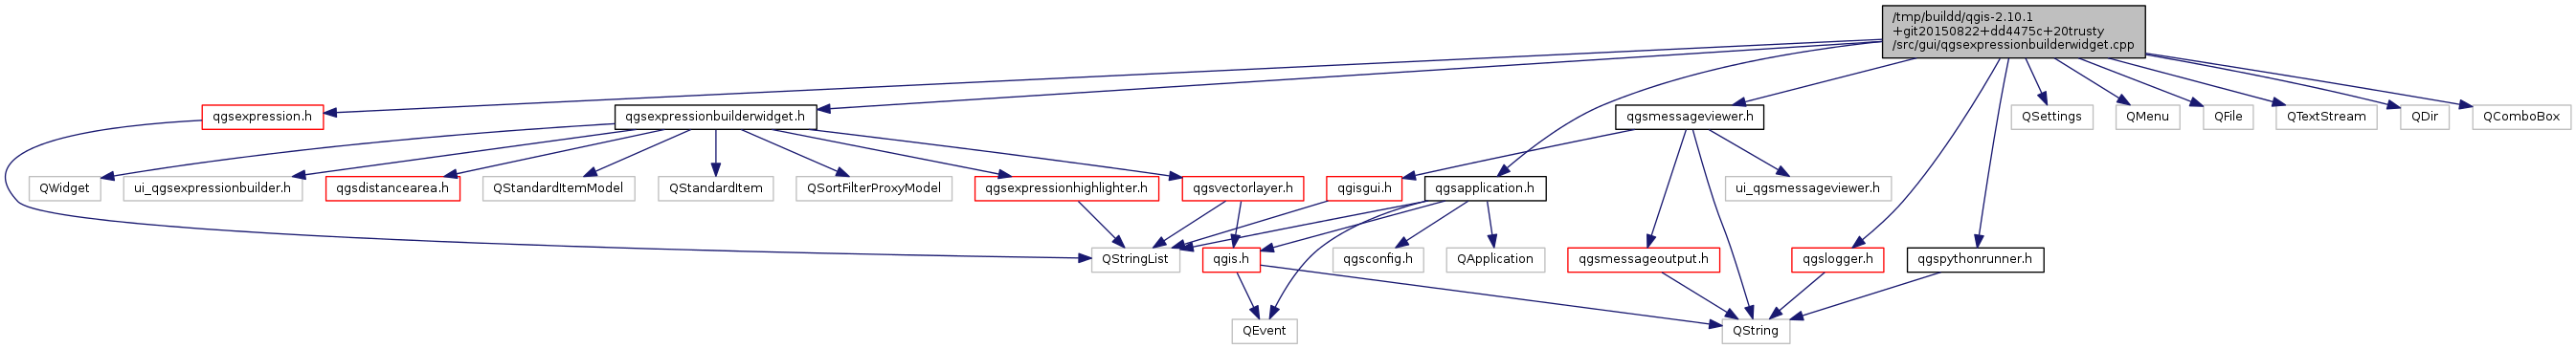 /tmp/buildd/qgis-2.10.1
+git20150822+dd4475c+20trusty
/src/gui/qgsexpressionbuilderwidget.cpp
qgsexpression.h
qgsexpressionbuilderwidget.h
qgsmessageviewer.h
QSettings
QMenu
QFile
QTextStream
QDir
QComboBox
QWidget
ui_qgsexpressionbuilder.h
qgsdistancearea.h
QStandardItemModel
QStandardItem
QSortFilterProxyModel
qgsexpressionhighlighter.h
qgsvectorlayer.h
qgisgui.h
qgsapplication.h
ui_qgsmessageviewer.h
QStringList
qgis.h
qgsconfig.h
QApplication
qgsmessageoutput.h
qgslogger.h
qgspythonrunner.h
QEvent
QString